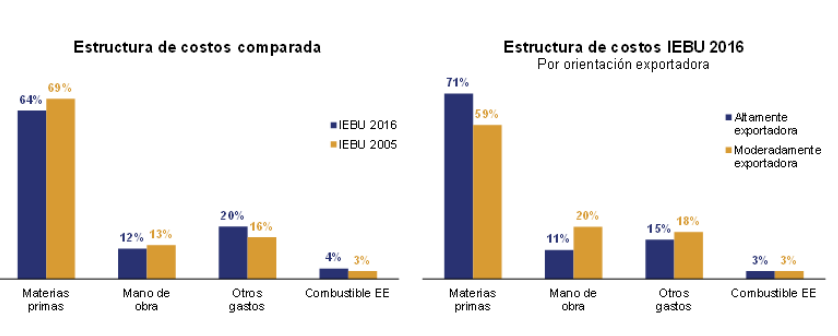 Estructura de costos comparada
64%
69%
12%
13%
20%
16%
4%
3%
IEBU 2016
IEBU 2005
Materias
primas
Mano de
obra
Otros
gastos
Combustible EE
Estructura de costos IEBU 2016
Por orientación exportadora
71%
59%
11%
20%
15%
18%
3%
3%
Altamente
exportadora
Moderadamente
exportadora
Materias
primas
Mano de
obra
Otros
gastos
Combustible EE